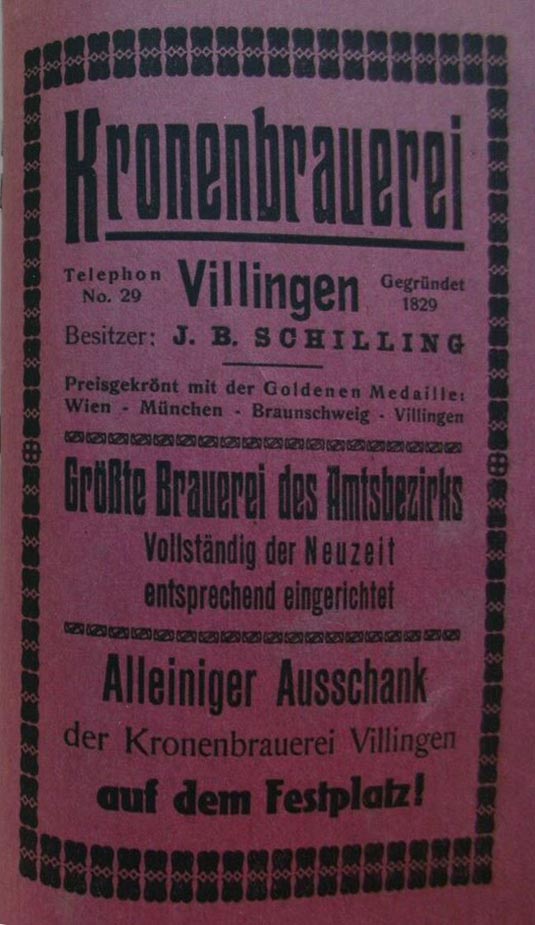 Kronenbrauerei
Telephon No. 29
Villingen
Gegründet 1829
Besitzer: J. B. SCHILLING
Preisgekrönt mit der Goldenen Medaille:
Wien - München - Braunschweig - Villingen
Größte Brauerei des Amtsbezirks
Vollständig der Neuzeit
entsprechend eingerichtet
Alleiniger Ausschank
der Kronenbrauerei Villingen
auf dem Festplatz!